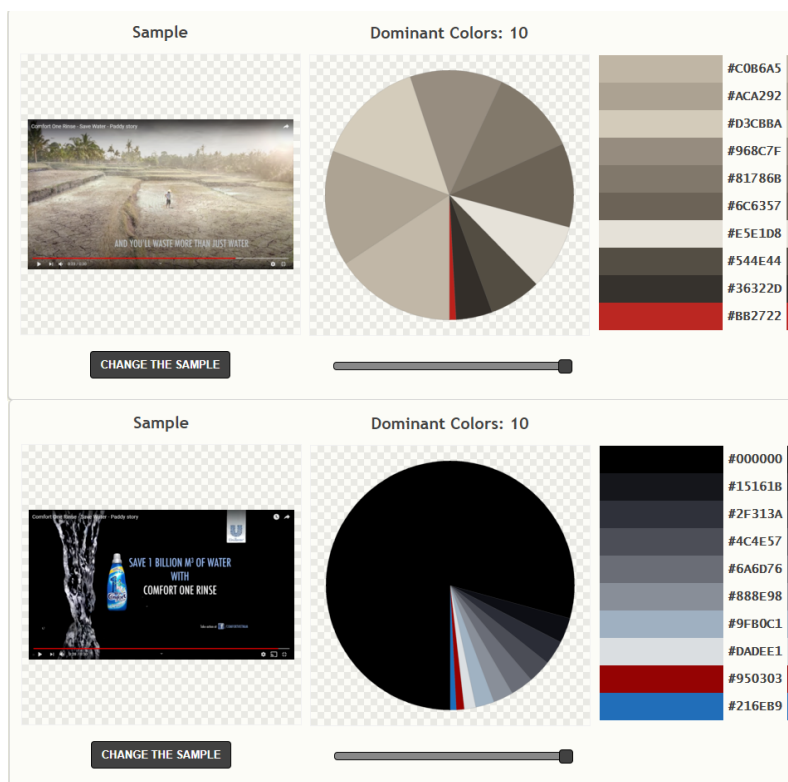 Sample
Dominant Colors: 10
Comfort One Rinse - Save Water - Paddy story
AND YOU'LL WASTE MORE THAN JUST WATER
#C0B6A5
#ACA292
#D3CBBA
#968C7F
#81786B
#6C6357
#E5E1D8
#544E44
#36322D
#BB2722
CHANGE THE SAMPLE
Sample
Dominant Colors: 10
Comfort One Rinse - Save Water - Paddy story
SAVE 1 BILLION M³ OF WATER
WITH
COMFORT ONE RINSE
#000000
#15161B
#2F313A
#4C4E57
#6A6D76
#888E98
#9FB0C1
#DADEE1
#950303
#216EB9
CHANGE THE SAMPLE